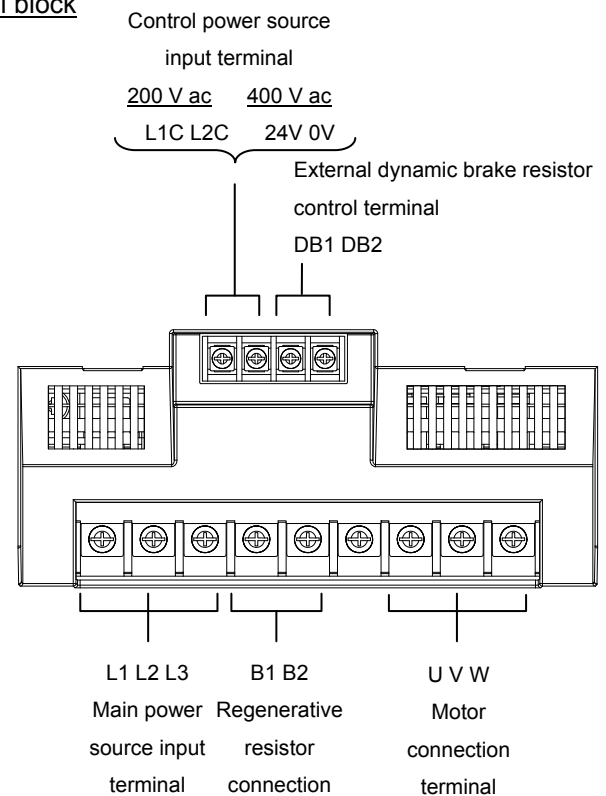 block
Control power source
input terminal
200 V ac 400 V ac
L1C L2C 24V 0V
External dynamic brake resistor
control terminal
DB1 DB2
L1 L2 L3
Main power
source input
terminal
B1 B2
Regenerative
resistor
connection
U V W
Motor
connection
terminal